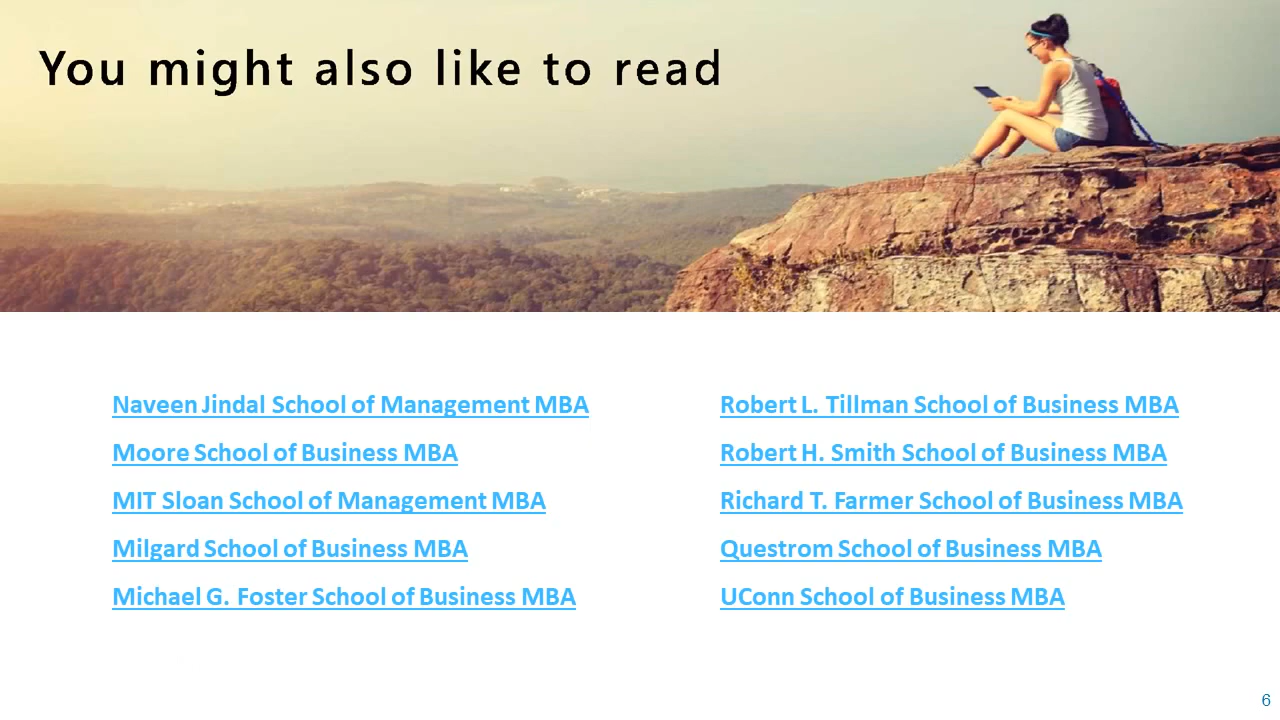 You might also like to read
Naveen Jindal School of Management MBA
Moore School of Business MBA
MIT Sloan School of Management MBA
Milgard School of Business MBA
Michael G. Foster School of Business MBA
Robert L. Tillman School of Business MBA
Robert H. Smith School of Business MBA
Richard T. Farmer School of Business MBA
Questrom School of Business MBA
UConn School of Business MBA
6